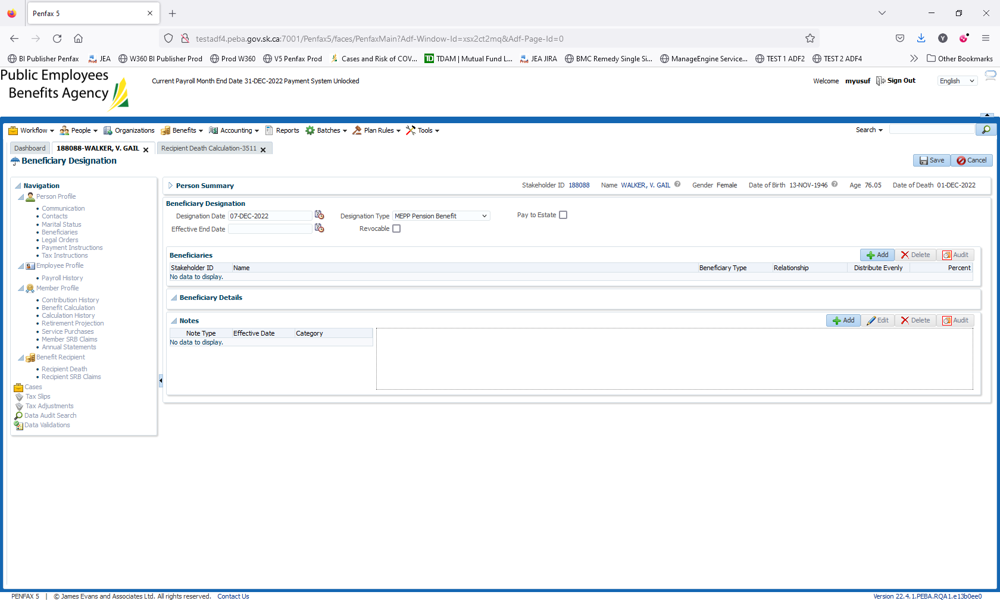 Penfax 5
testadf4.peba.gov.sk.ca:7001/Penfax5/faces/PenfaxMain?Adf-Window-Id=xsx2ct2mq&Adf-Page-Id=0
BI Publisher Penfax JEA W360 BI Publisher Prod Prod W360 V5 Penfax Prod Cases and Risk of COV... TD TDAM | Mutual Fund L... JEA JIRA BMC Remedy Single Si... ManageEngine Service... TEST 1 ADF2 TEST 2 ADF4 Other Bookmarks
Public Employees
Benefits Agency
Current Payroll Month End Date 31-DEC-2022 Payment System Unlocked
Welcome myusuf Sign Out English
Workflow People Organizations Benefits Accounting Reports Batches Plan Rules Tools Search
Dashboard 188088-WALKER, V. GAIL Recipient Death Calculation-3511
Beneficiary Designation
Save Cancel
Navigation
Person Profile
Communication
Contacts
Marital Status
Beneficiaries
Legal Orders
Payment Instructions
Tax Instructions
Employee Profile
Payroll History
Member Profile
Contribution History
Benefit Calculation
Calculation History
Retirement Projection
Service Purchases
Member SRB Claims
Annual Statements
Benefit Recipient
Recipient Death
Recipient SRB Claims
Cases
Tax Slips
Tax Adjustments
Data Audit Search
Data Validations
Person Summary Stakeholder ID 188088 Name WALKER, V. GAIL Gender Female Date of Birth 13-NOV-1946 Age 76.05 Date of Death 01-DEC-2022
Beneficiary Designation
Designation Date 07-DEC-2022 Designation Type MEPP Pension Benefit Pay to Estate
Effective End Date Revocable
Beneficiaries Add Delete Audit
Stakeholder ID Name Beneficiary Type Relationship Distribute Evenly Percent
No data to display.
Beneficiary Details
Notes Add Edit Delete Audit
Note Type Effective Date Category
No data to display.
PENFAX 5 | © James Evans and Associates Ltd. All rights reserved. Contact Us Version 22.4.1.PEBA.RQA1.e13b0ee0